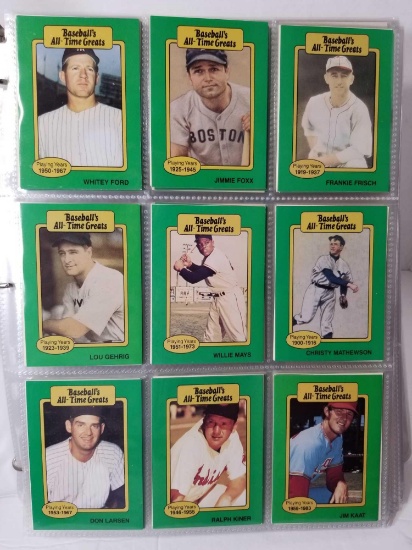 Baseball's
All-Time Greats
Playing Years
1950-1967
WHITEY FORD
Baseball's
All-Time Greats
BOSTON
Playing Years
1925-1945
JIMMIE FOXX
Baseball's
All-Time Greats
Playing Years
1919-1937
FRANKIE FRISCH
Baseball's
All-Time Greats
Playing Years
1923-1939
LOU GEHRIG
Baseball's
All-Time Greats
Playing Years
1951-1973
WILLIE MAYS
Baseball's
All-Time Greats
Playing Years
1900-1916
CHRISTY MATHEWSON
Baseball's
All-Time Greats
Playing Years
1953-1967
DON LARSEN
Baseball's
All-Time Greats
Indians
Playing Years
1946-1955
RALPH KINER
Baseball's
All-Time Greats
Playing Years
1959-1983
JIM KAAT